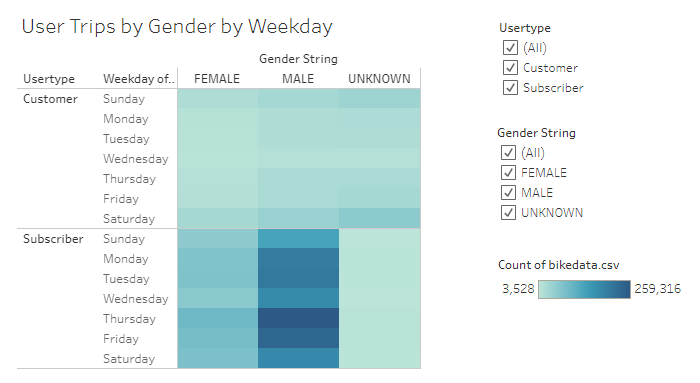 User Trips by Gender by Weekday
Gender String
Usertype Weekday of.. FEMALE MALE UNKNOWN
Customer Sunday
Monday
Tuesday
Wednesday
Thursday
Friday
Saturday
Subscriber Sunday
Monday
Tuesday
Wednesday
Thursday
Friday
Saturday
Usertype
(All)
Customer
Subscriber
Gender String
(All)
FEMALE
MALE
UNKNOWN
Count of bikedata.csv
3,528 259,316